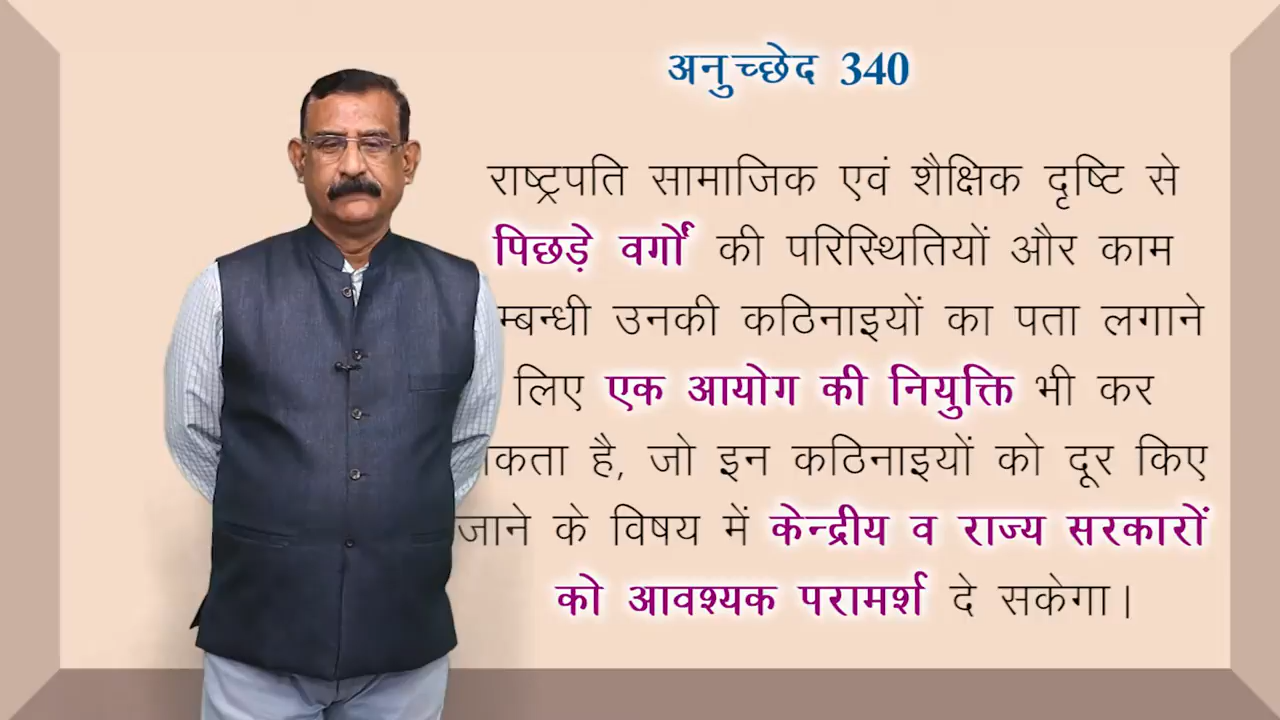 अनुच्छेद 340
राष्ट्रपति सामाजिक एवं शैक्षिक दृष्टि से
पिछड़े वर्गों की परिस्थितियों और काम
उनकी कठिनाइयों का पता लगाने
लिए एक आयोग की नियुक्ति भी कर
है, जो इन कठिनाइयों को दूर किए
जाने के विषय में केन्द्रीय व राज्य सरकारों
को आवश्यक परामर्श दे सकेगा।